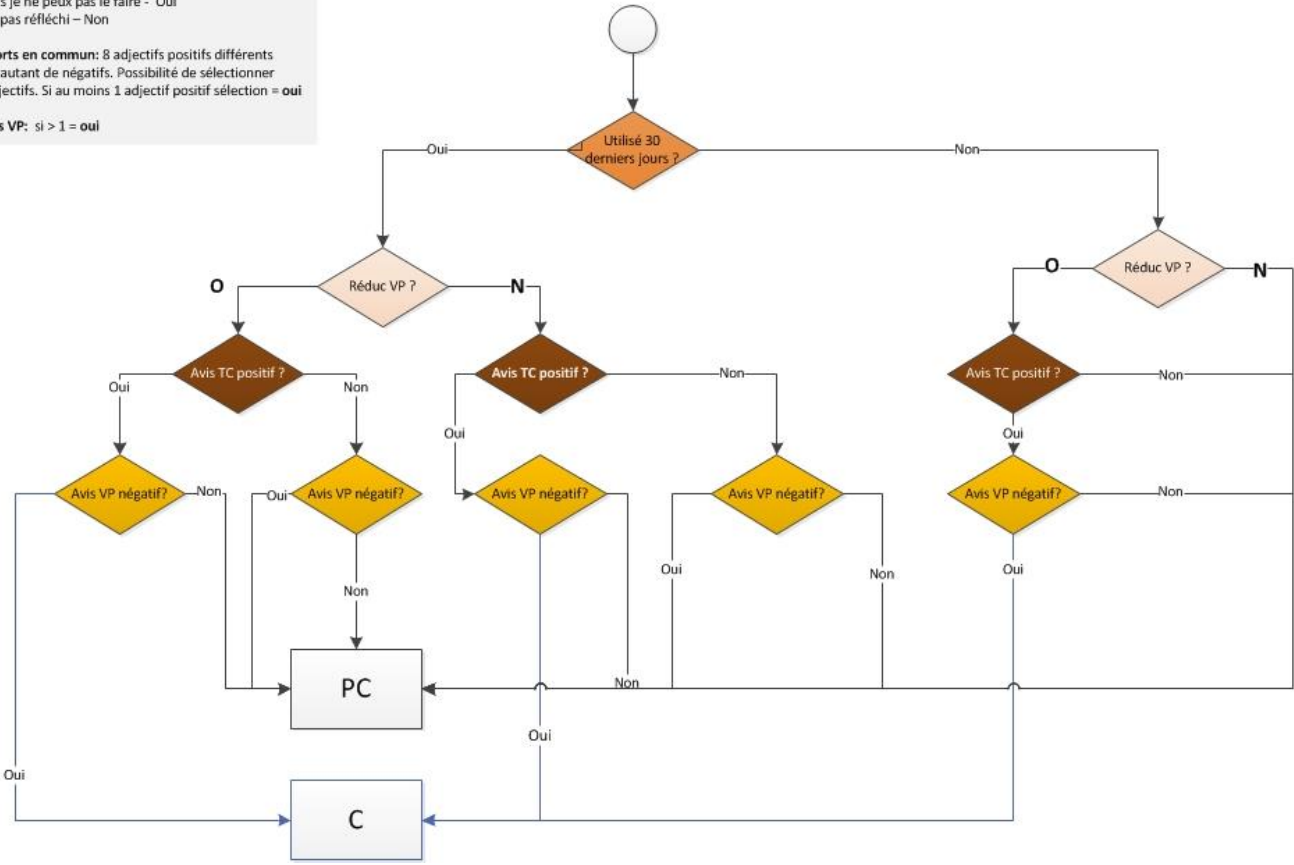 s je ne peux pas le faire - Oui
pas réfléchi – Non
orts en commun: 8 adjectifs positifs différents
autant de négatifs. Possibilité de sélectionner
jectifs. Si au moins 1 adjectif positif sélection = oui
s VP: si > 1 = oui
Utilisé 30
derniers jours ?
Oui
Non
Réduc VP ?
O
N
Réduc VP ?
O
N
Avis TC positif ?
Oui
Non
Avis TC positif ?
Oui
Non
Avis TC positif ?
Non
Oui
Avis VP négatif?
Non
Oui
Avis VP négatif?
Oui
Non
Avis VP négatif?
Non
Oui
Avis VP négatif?
Oui
Non
Avis VP négatif?
Non
Oui
PC
C